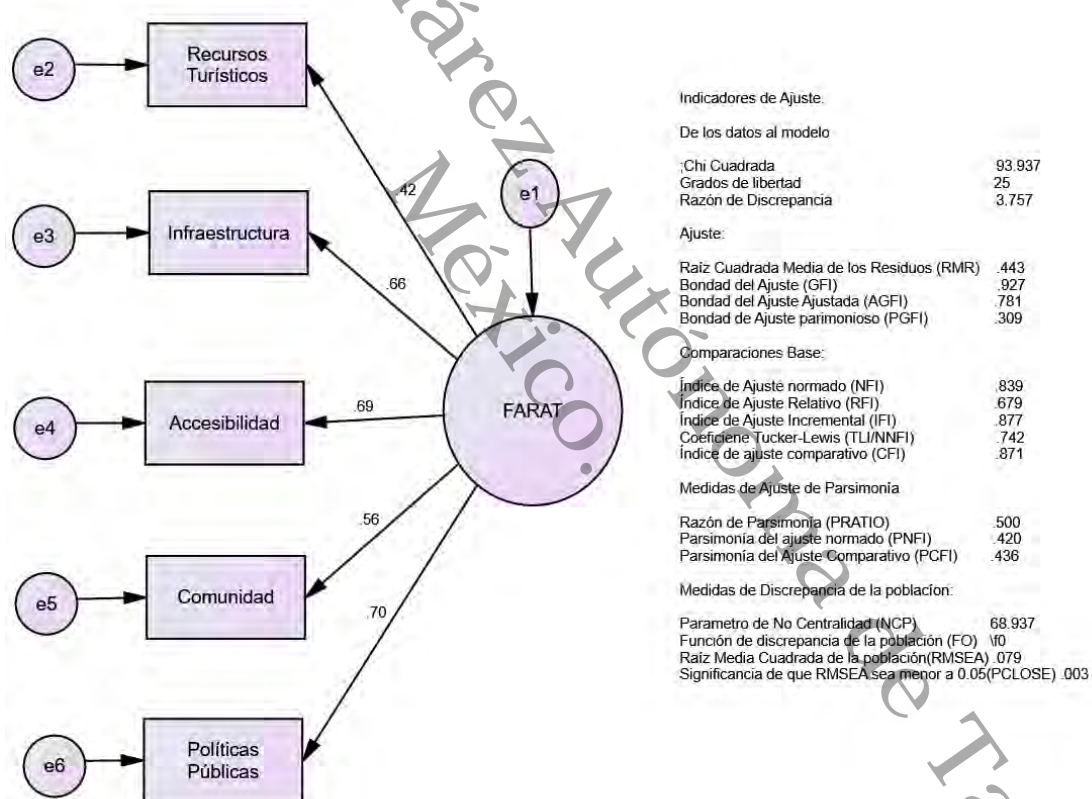 e2
Recursos
Turísticos
.42
e1
e3
Infraestructura
.66
e4
Accesibilidad
.69
FARAT
e5
Comunidad
.56
.70
e6
Políticas
Públicas
Indicadores de Ajuste.
De los datos al modelo
;Chi Cuadrada 93.937
Grados de libertad 25
Razón de Discrepancia 3.757
Ajuste:
Raíz Cuadrada Media de los Residuos (RMR) .443
Bondad del Ajuste (GFI) .927
Bondad del Ajuste Ajustada (AGFI) .781
Bondad de Ajuste parimonioso (PGFI) .309
Comparaciones Base:
Índice de Ajuste normado (NFI) .839
Índice de Ajuste Relativo (RFI) .679
Índice de Ajuste Incremental (IFI) .877
Coeficiene Tucker-Lewis (TLI/NNFI) .742
Índice de ajuste comparativo (CFI) .871
Medidas de Ajuste de Parsimonía
Razón de Parsimonía (PRATIO) .500
Parsimonía del ajuste normado (PNFI) .420
Parsimonía del Ajuste Comparativo (PCFI) .436
Medidas de Discrepancia de la poblacíon:
Parametro de No Centralidad (NCP) 68.937
Función de discrepancia de la población (FO) \f0
Raíz Media Cuadrada de la población(RMSEA) .079
Significancia de que RMSEA sea menor a 0.05(PCLOSE) .003
Juárez Autónoma de
México.